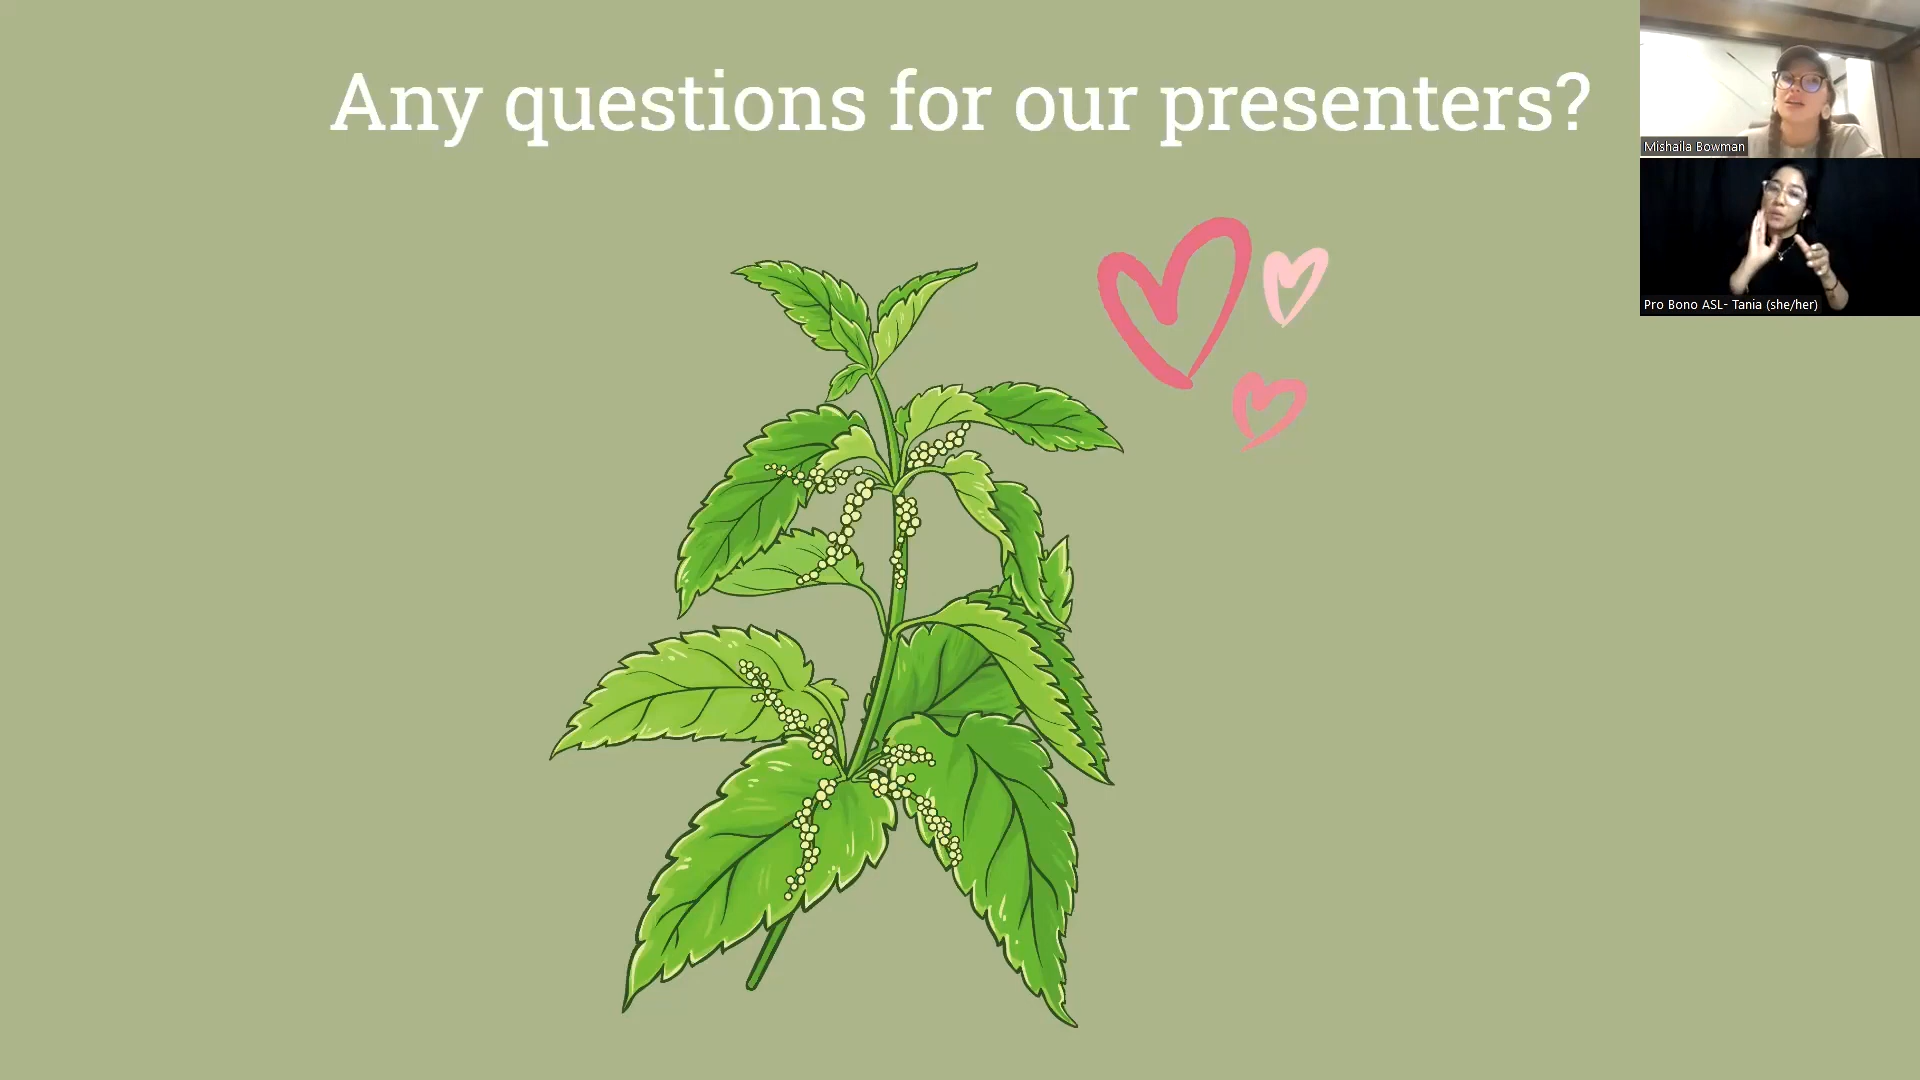 Any questions for our presenters?
Mishaila Bowman
Pro Bono ASL- Tania (she/her)